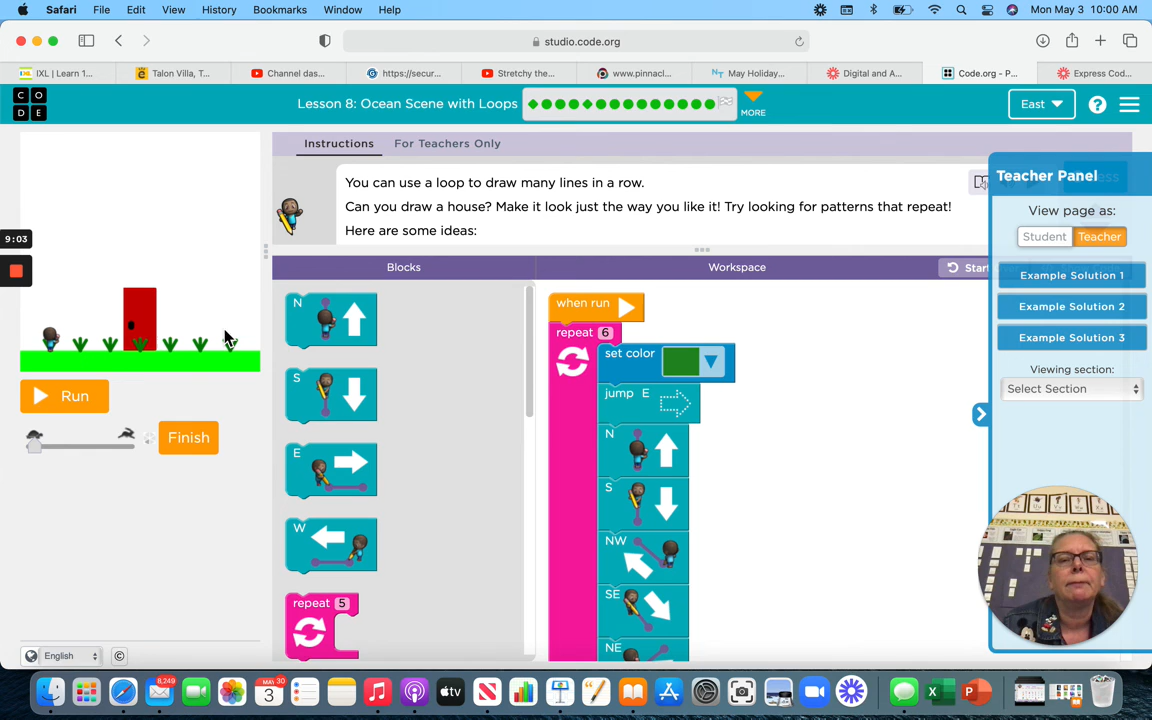 Safari File Edit View History Bookmarks Window Help Mon May 3 10:00 AM
studio.code.org
IXL | Learn 1... Talon Villa, T... Channel das... https://secur... Stretchy the... www.pinnacl... May Holiday... Digital and A... Code.org - P... Express Cod...
C O D E
Lesson 8: Ocean Scene with Loops
MORE
East
?
Instructions For Teachers Only
You can use a loop to draw many lines in a row.
Can you draw a house? Make it look just the way you like it! Try looking for patterns that repeat!
Here are some ideas:
Teacher Panel
View page as:
Student Teacher
Example Solution 1
Example Solution 2
Example Solution 3
Viewing section:
Select Section
9:03
Blocks Workspace
N
S
E
W
repeat 5
when run
repeat 6
set color
jump E
N
S
NW
SE
NE
Run
Finish
English
©
8,249
MAY 30
3
tv